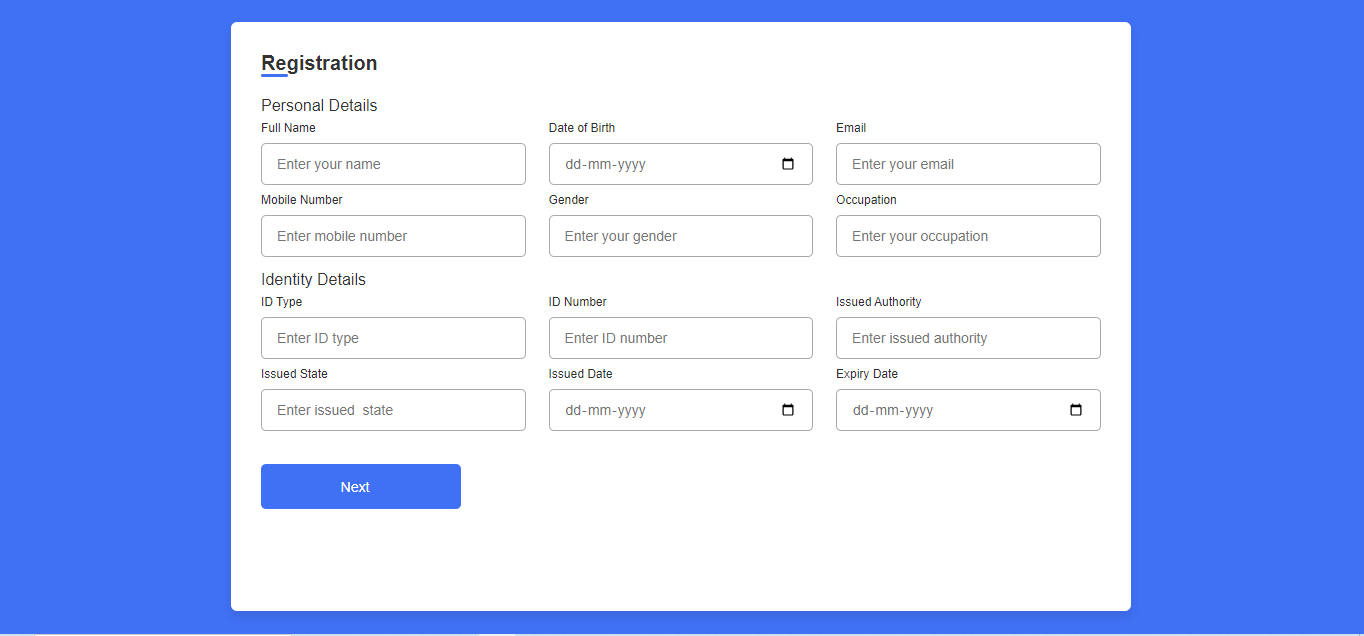 Registration
Personal Details
Full Name Date of Birth Email
Enter your name dd-mm-yyyy Enter your email
Mobile Number Gender Occupation
Enter mobile number Enter your gender Enter your occupation
Identity Details
ID Type ID Number Issued Authority
Enter ID type Enter ID number Enter issued authority
Issued State Issued Date Expiry Date
Enter issued  state dd-mm-yyyy dd-mm-yyyy
Next